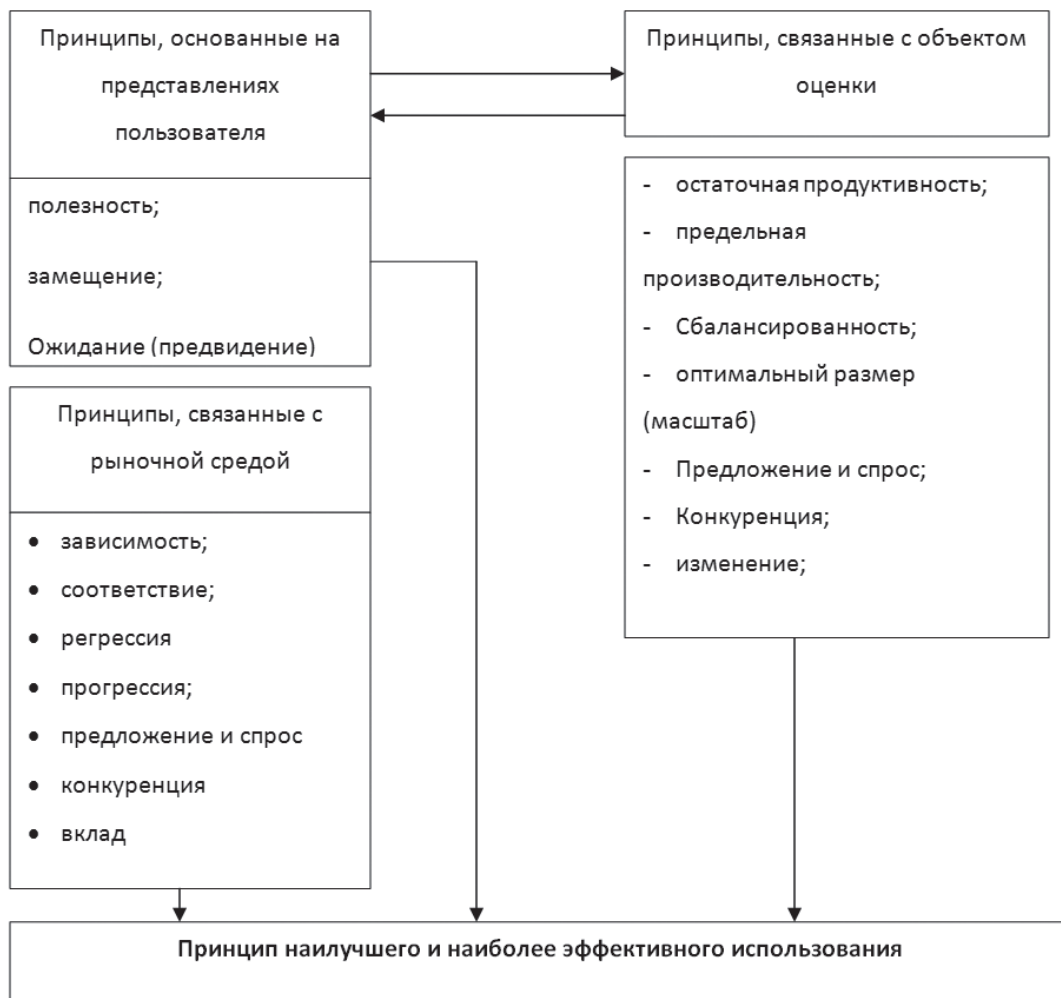 Принципы, основанные на
представлениях
пользователя
полезность;
замещение;
Ожидание (предвидение)
Принципы, связанные с объектом
оценки
- остаточная продуктивность;
- предельная
производительность;
- Сбалансированность;
- оптимальный размер
(масштаб)
- Предложение и спрос;
- Конкуренция;
- изменение;
Принципы, связанные с
рыночной средой
• зависимость;
• соответствие;
• регрессия
• прогрессия;
• предложение и спрос
• конкуренция
• вклад
Принцип наилучшего и наиболее эффективного использования